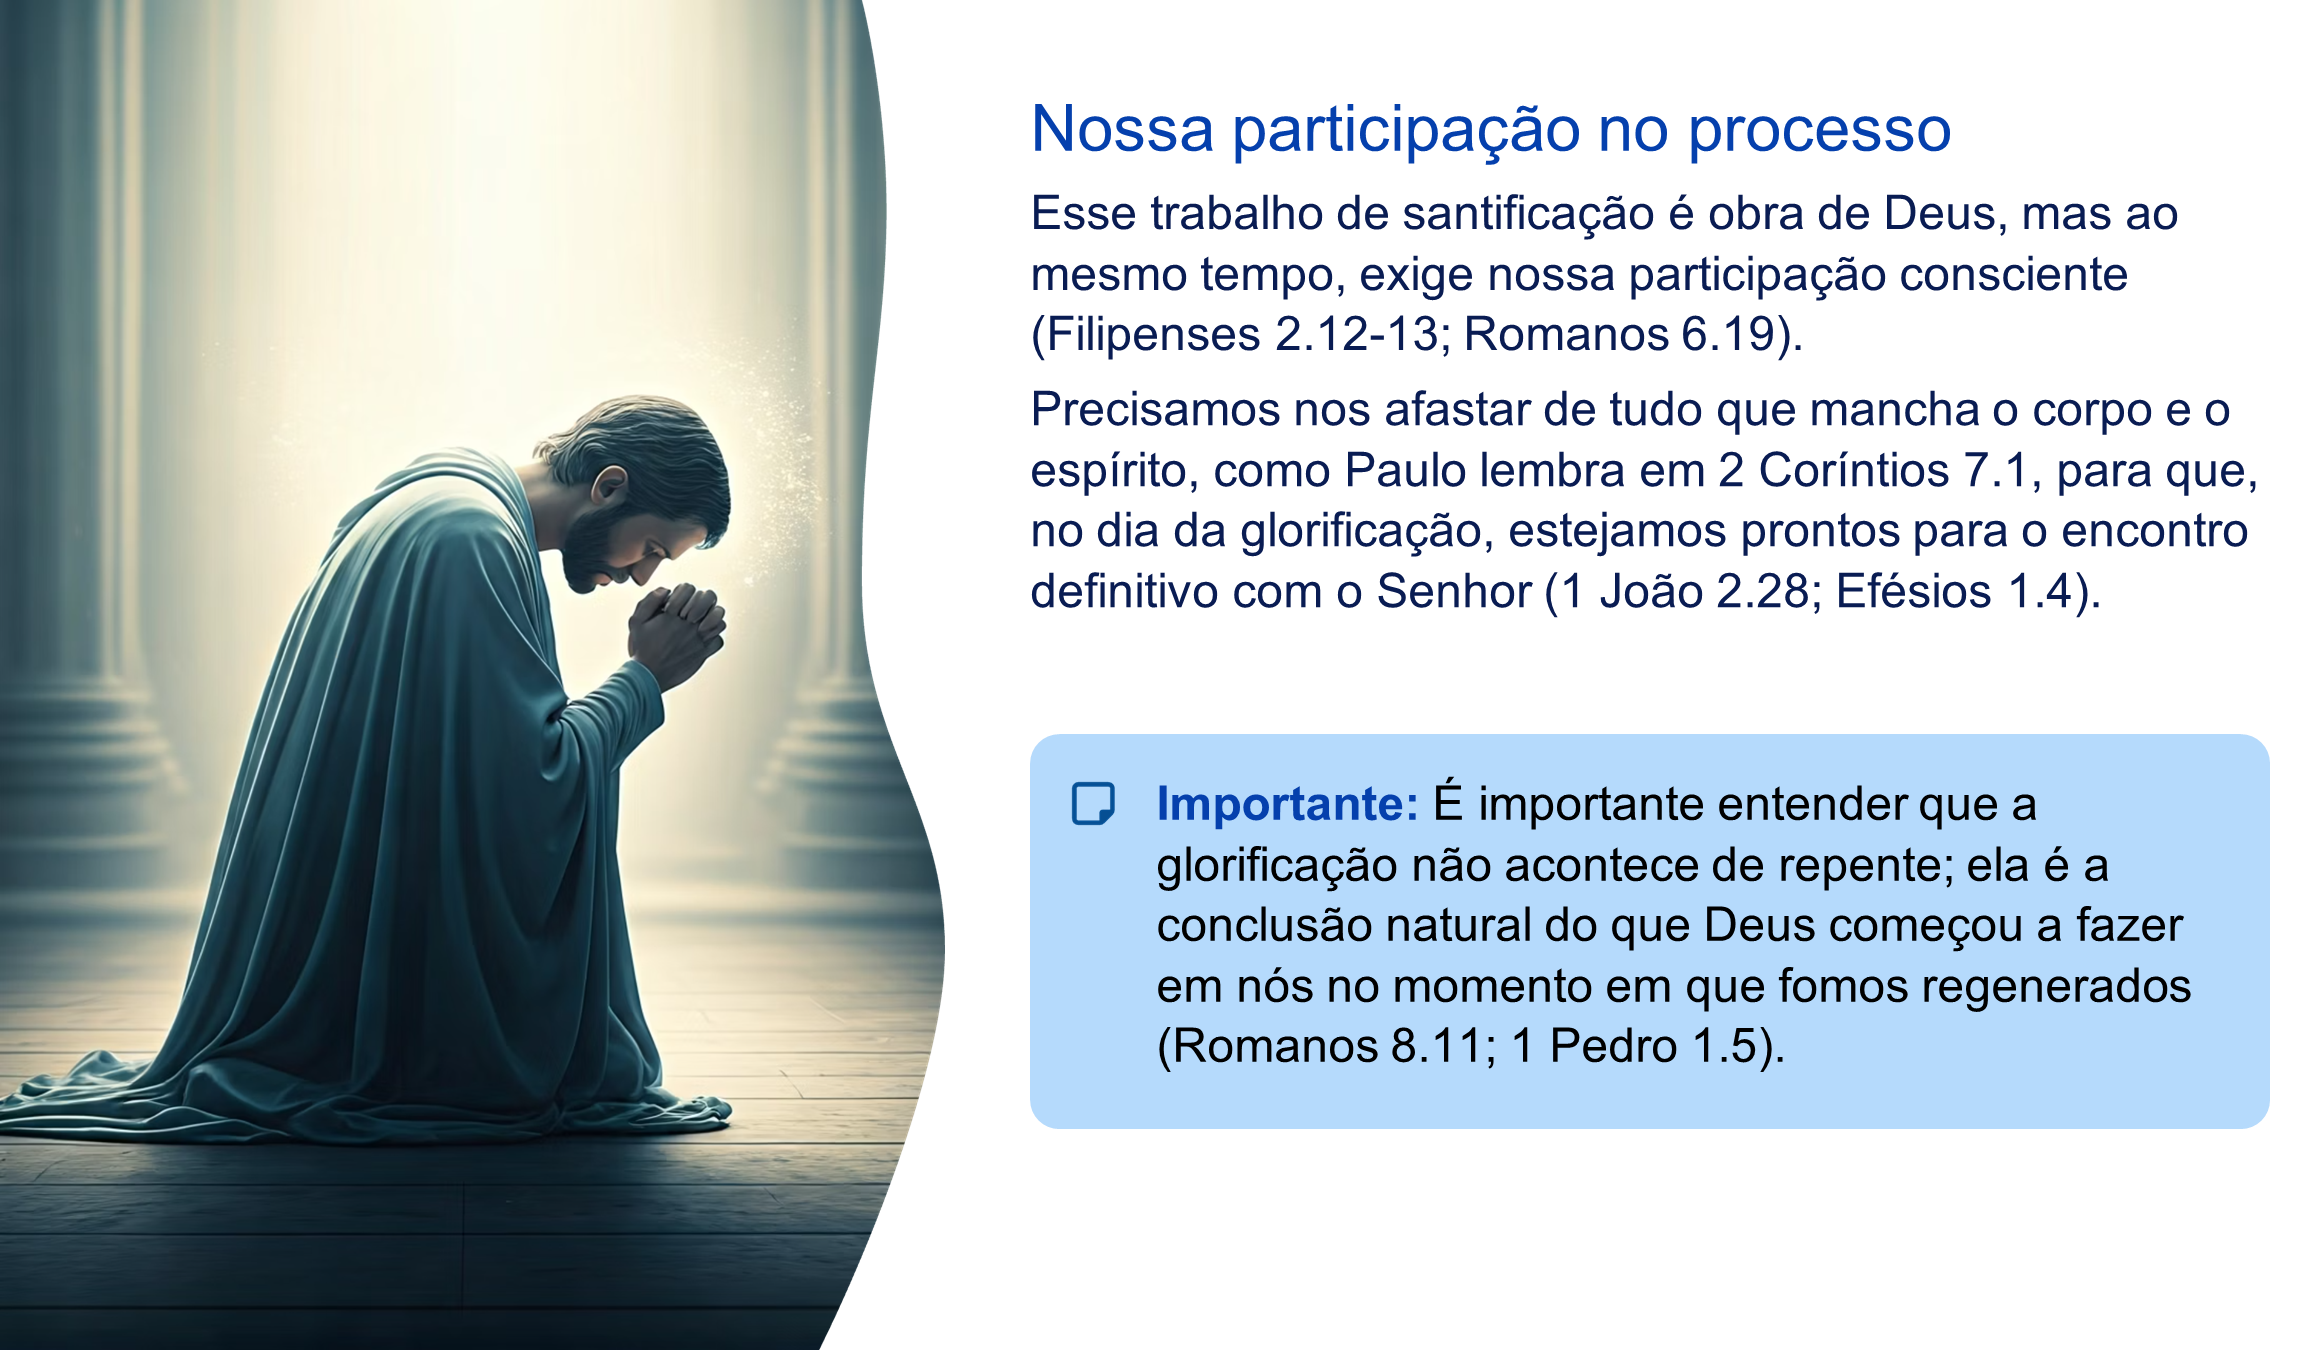 Nossa participação no processo
Esse trabalho de santificação é obra de Deus, mas ao
mesmo tempo, exige nossa participação consciente
(Filipenses 2.12-13; Romanos 6.19).
Precisamos nos afastar de tudo que mancha o corpo e o
espírito, como Paulo lembra em 2 Coríntios 7.1, para que,
no dia da glorificação, estejamos prontos para o encontro
definitivo com o Senhor (1 João 2.28; Efésios 1.4).
Importante: É importante entender que a
glorificação não acontece de repente; ela é a
conclusão natural do que Deus começou a fazer
em nós no momento em que fomos regenerados
(Romanos 8.11; 1 Pedro 1.5).